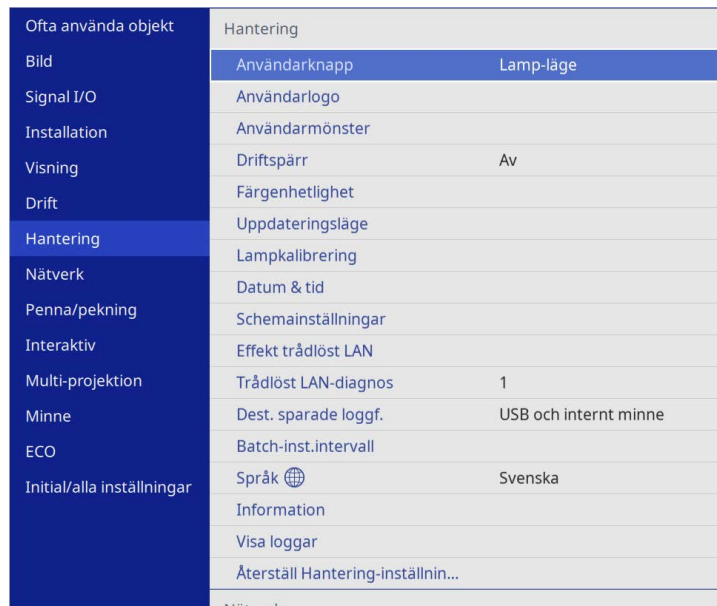 Ofta använda objekt
Bild
Signal I/O
Installation
Visning
Drift
Hantering
Nätverk
Penna/pekning
Interaktiv
Multi-projektion
Minne
ECO
Initial/alla inställningar
Hantering
Användarknapp Lamp-läge
Användarlogo
Användarmönster
Driftspärr Av
Färgenhetlighet
Uppdateringsläge
Lampkalibrering
Datum & tid
Schemainställningar
Effekt trådlöst LAN
Trådlöst LAN-diagnos 1
Dest. sparade loggf. USB och internt minne
Batch-inst.intervall
Språk Svenska
Information
Visa loggar
Återställ Hantering-inställnin...